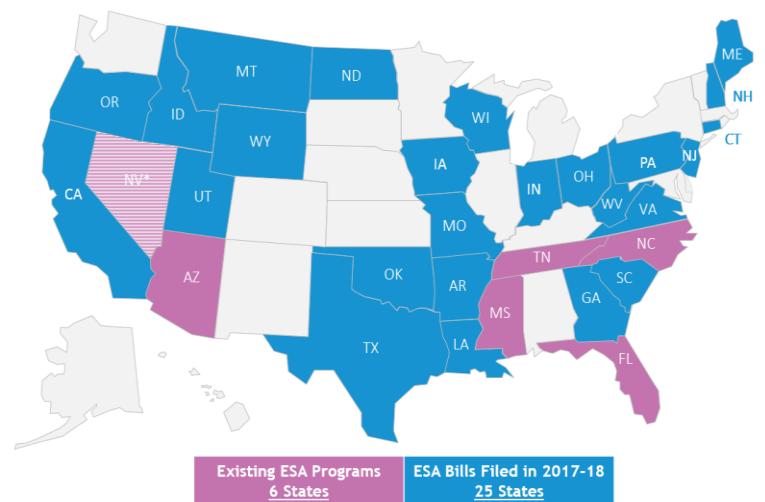 ME
MT
ND
OR
NH
ID
WI
WY
CT
IA
PA
NJ
NV*
OH
IN
CA
UT
WV
VA
MO
NC
TN
AZ
OK
SC
AR
GA
MS
LA
TX
FL
Existing ESA Programs
6 States
ESA Bills Filed in 2017-18
25 States